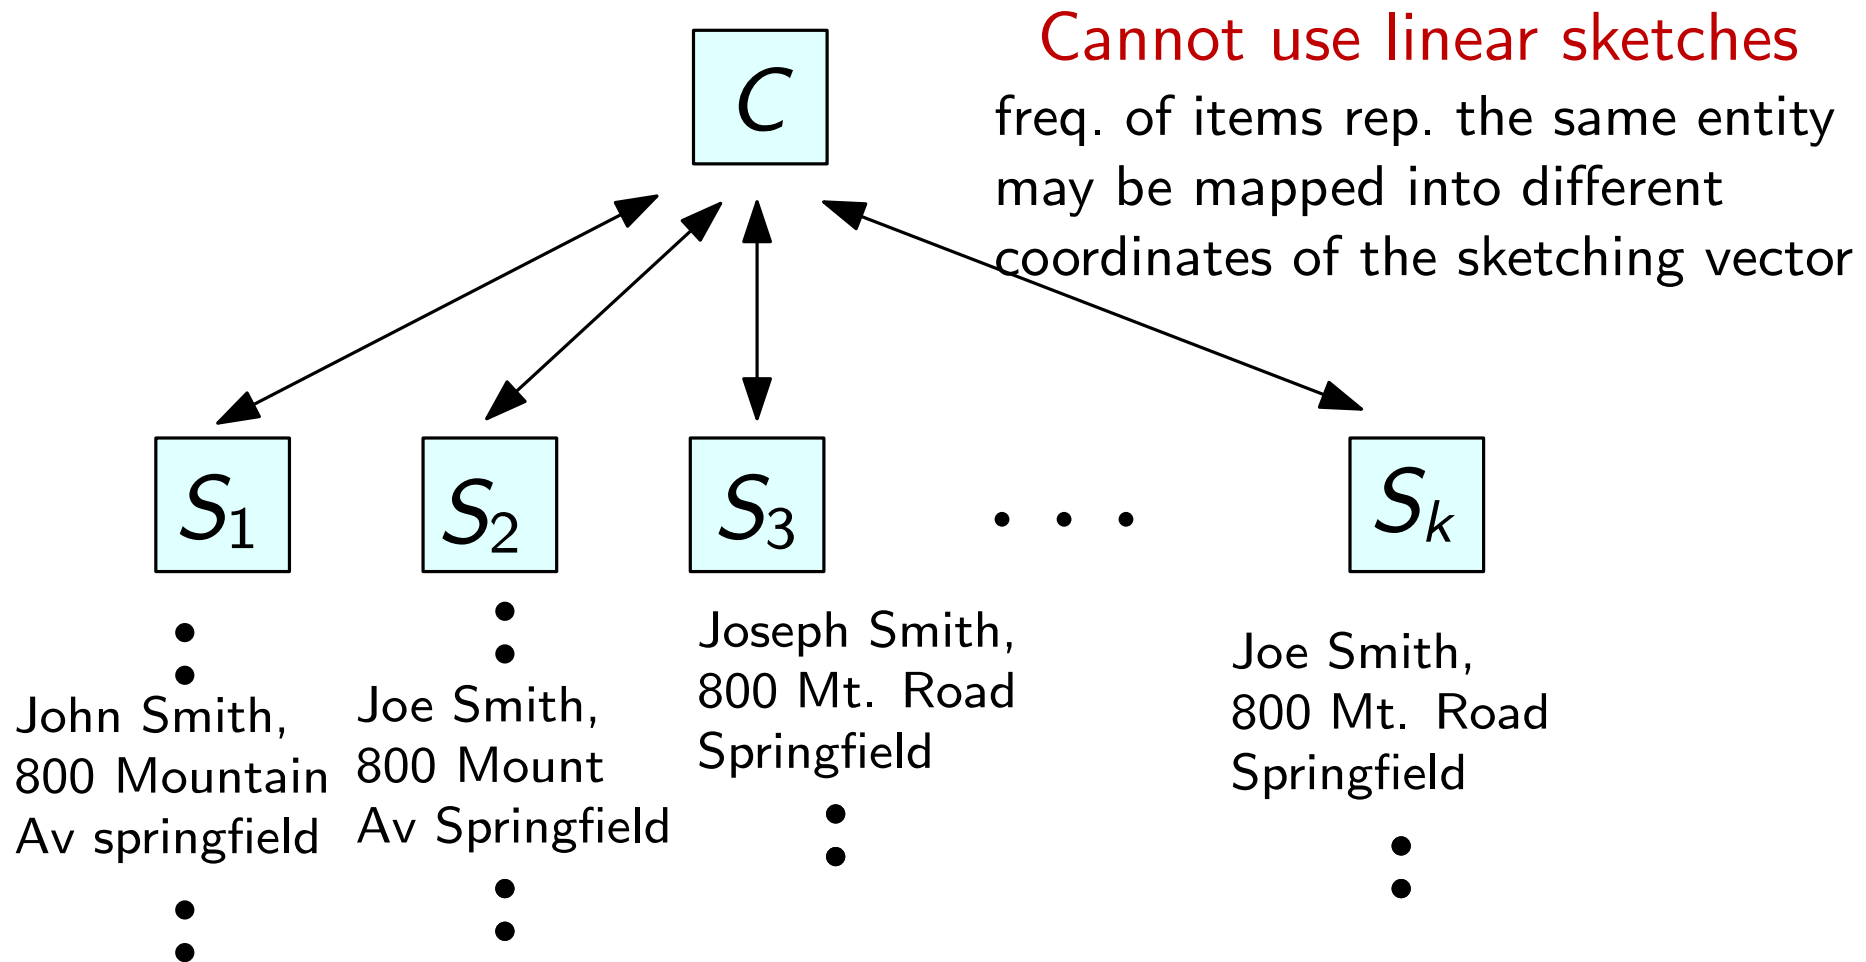 C
Cannot use linear sketches
freq. of items rep. the same entity
may be mapped into different
coordinates of the sketching vector
S1
S2
S3
. . .
Sk
John Smith,
800 Mountain
Av springfield
Joe Smith,
800 Mount
Av Springfield
Joseph Smith,
800 Mt. Road
Springfield
Joe Smith,
800 Mt. Road
Springfield